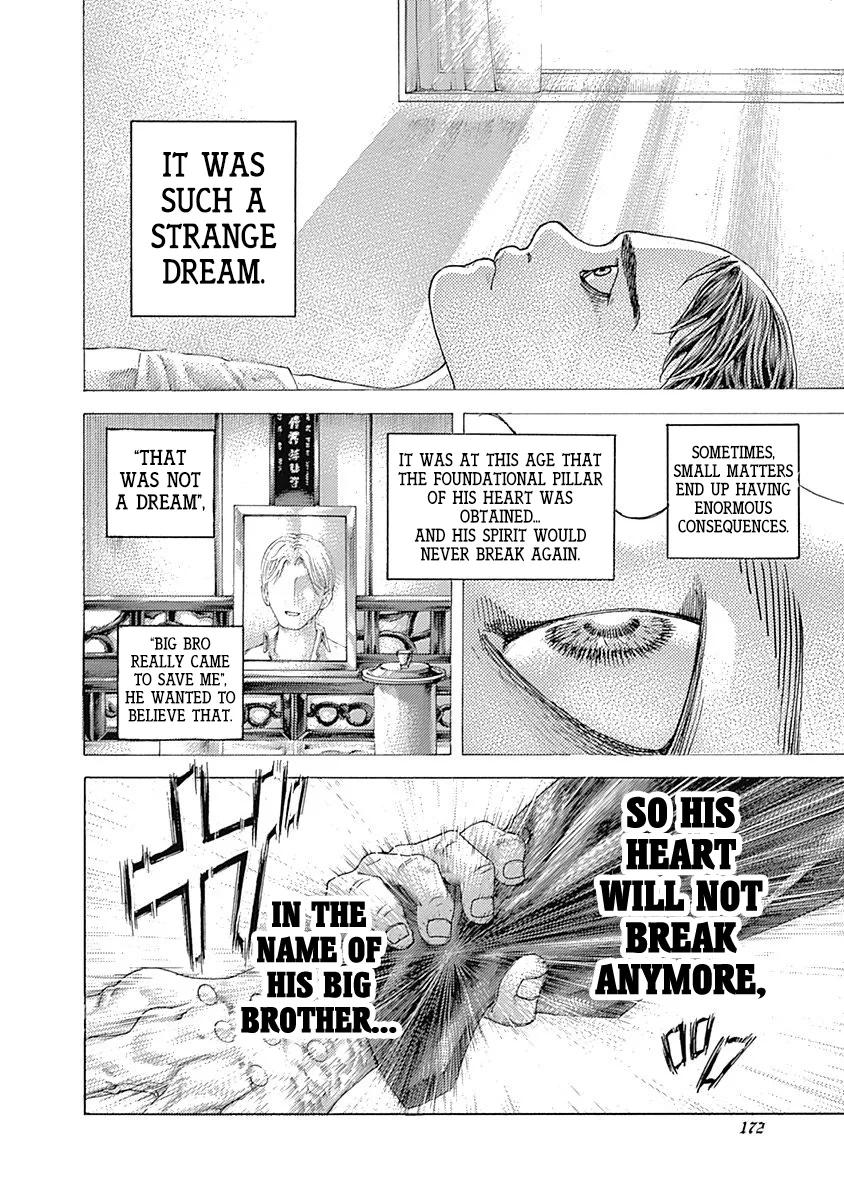 IT WAS
SUCH A
STRANGE
DREAM.
SOMETIMES,
SMALL MATTERS
END UP HAVING
ENORMOUS
CONSEQUENCES.
IT WAS AT THIS AGE THAT
THE FOUNDATIONAL PILLAR
OF HIS HEART WAS
OBTAINED...
AND HIS SPIRIT WOULD
NEVER BREAK AGAIN.
"THAT
WAS NOT
A DREAM",
"BIG BRO
REALLY CAME
TO SAVE ME",
HE WANTED TO
BELIEVE THAT.
SO HIS
HEART
WILL NOT
BREAK
ANYMORE,
IN THE
NAME OF
HIS BIG
BROTHER...
172